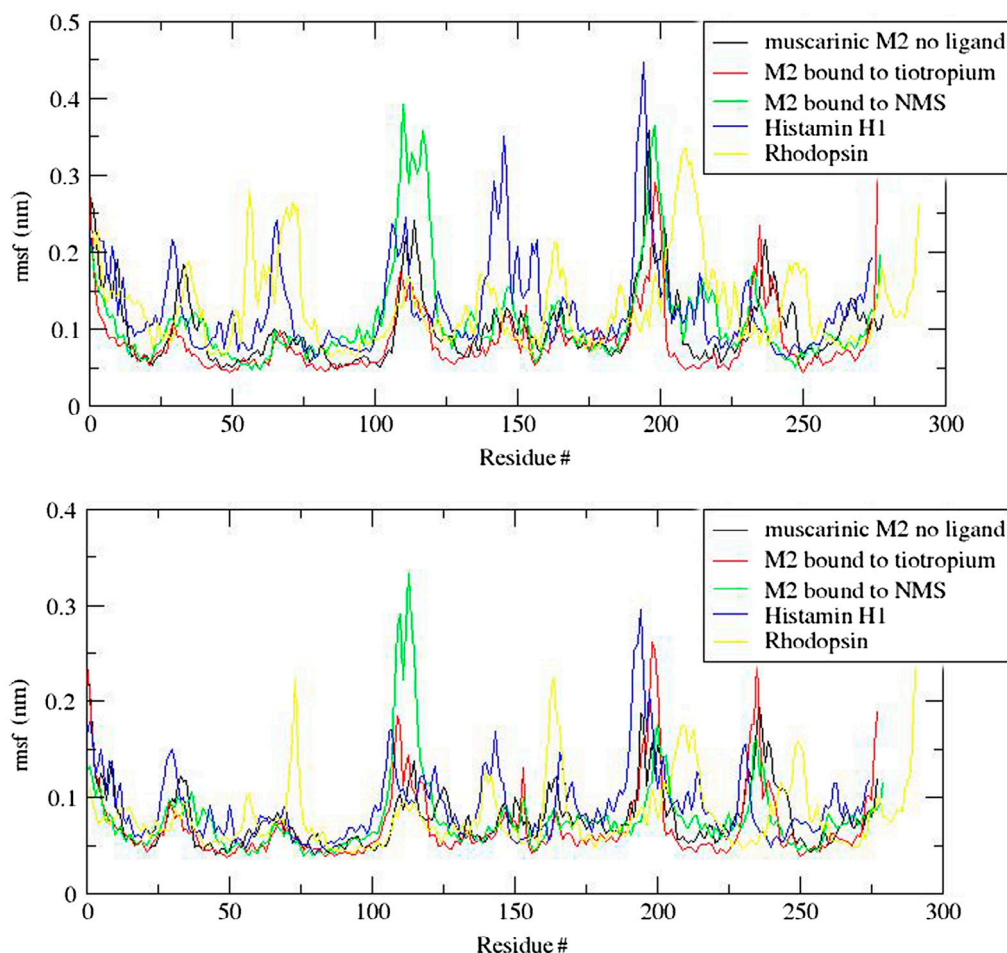 0.5
0.4
0.3
0.2
0.1
0
rmsf (nm)
muscarinic M2 no ligand
M2 bound to tiotropium
M2 bound to NMS
Histamin H1
Rhodopsin
0 50 100 150 200 250 300
Residue #
0.4
0.3
0.2
0.1
0
rmsf (nm)
muscarinic M2 no ligand
M2 bound to tiotropium
M2 bound to NMS
Histamin H1
Rhodopsin
0 50 100 150 200 250 300
Residue #